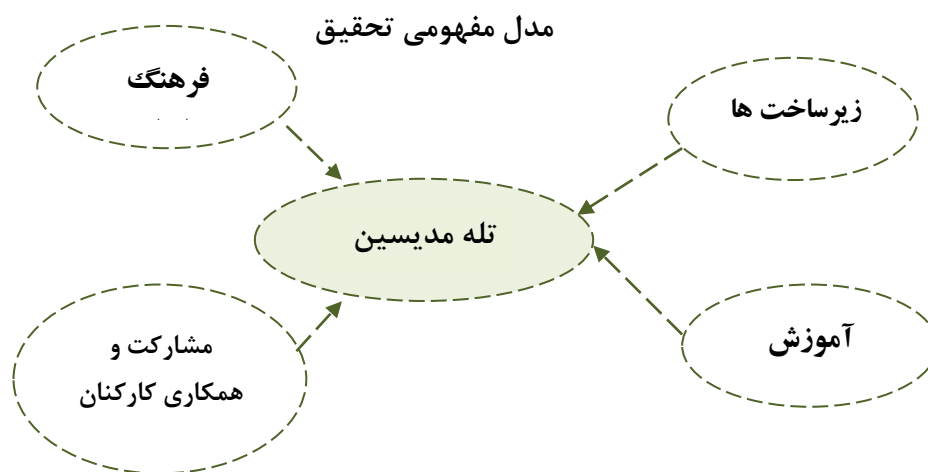 مدل مفهومی تحقیق
فرهنگ
زیرساخت ها
تله مدیسین
مشارکت و
همکاری کارکنان
آموزش